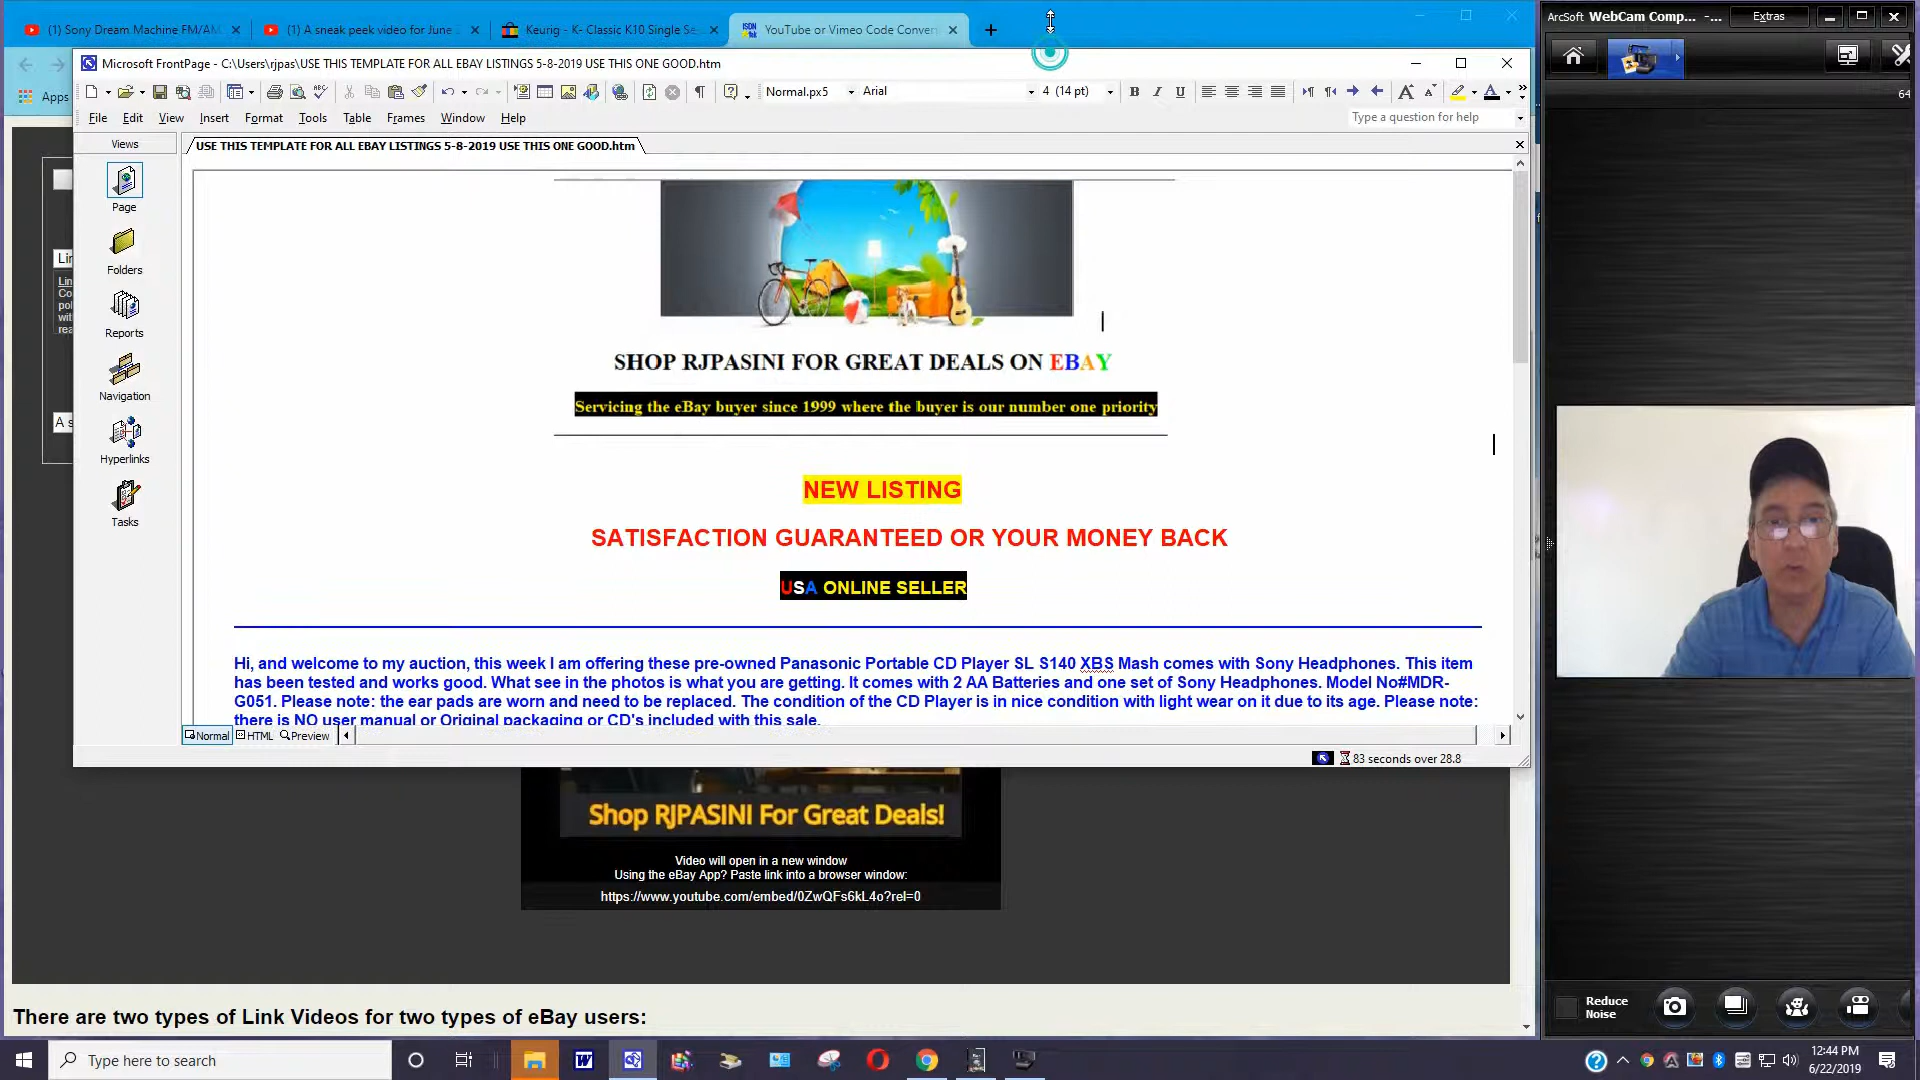 (1) Sony Dream Machine FM/AM
(1) A sneak peek video for June
Keurig - K- Classic K10 Single Se
YouTube or Vimeo Code Conver
ArcSoft WebCam Comp... -...
Extras
Apps
Microsoft FrontPage - C:\Users\rjpas\USE THIS TEMPLATE FOR ALL EBAY LISTINGS 5-8-2019 USE THIS ONE GOOD.htm
Normal.px5
Arial
4 (14 pt)
B I U
64
File Edit View Insert Format Tools Table Frames Window Help
Type a question for help
Views
USE THIS TEMPLATE FOR ALL EBAY LISTINGS 5-8-2019 USE THIS ONE GOOD.htm
Page
Folders
Reports
Navigation
Hyperlinks
Tasks
Lin
Lin
Co
pol
wit
rea
A s
SHOP RJPASINI FOR GREAT DEALS ON EBAY
Servicing the eBay buyer since 1999 where the buyer is our number one priority
NEW LISTING
SATISFACTION GUARANTEED OR YOUR MONEY BACK
USA ONLINE SELLER
Hi, and welcome to my auction, this week I am offering these pre-owned Panasonic Portable CD Player SL S140 XBS Mash comes with Sony Headphones. This item
has been tested and works good. What see in the photos is what you are getting. It comes with 2 AA Batteries and one set of Sony Headphones. Model No#MDR-
G051. Please note: the ear pads are worn and need to be replaced. The condition of the CD Player is in nice condition with light wear on it due to its age. Please note:
there is NO user manual or Original packaging or CD's included with this sale.
Normal HTML Preview
83 seconds over 28.8
Shop RJPASINI For Great Deals!
Video will open in a new window
Using the eBay App? Paste link into a browser window:
https://www.youtube.com/embed/0ZwQFs6kL4o?rel=0
There are two types of Link Videos for two types of eBay users:
Reduce
Noise
Type here to search
12:44 PM
6/22/2019